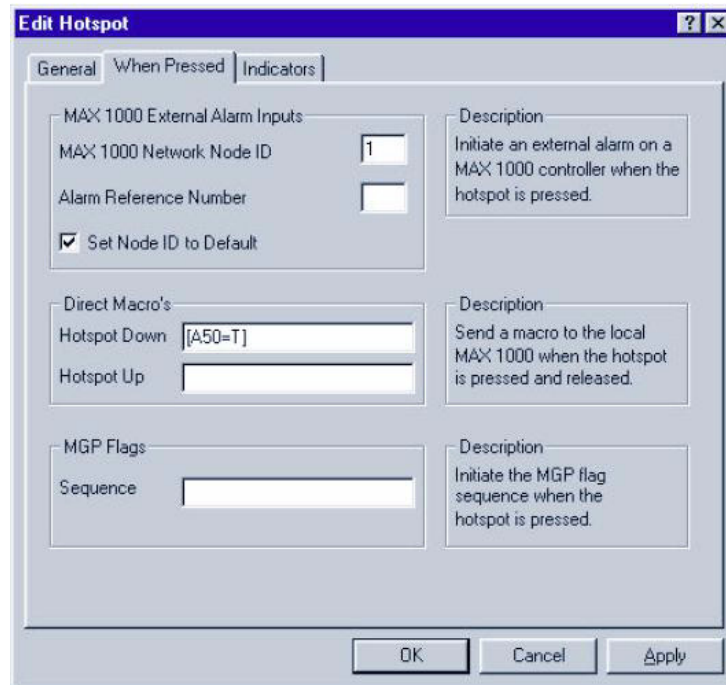 Edit Hotspot
General When Pressed Indicators
MAX 1000 External Alarm Inputs
MAX 1000 Network Node ID 1
Alarm Reference Number
Set Node ID to Default
Description
Initiate an external alarm on a
MAX 1000 controller when the
hotspot is pressed.
Direct Macro's
Hotspot Down [A50=T]
Hotspot Up
Description
Send a macro to the local
MAX 1000 when the hotspot
is pressed and released.
MGP Flags
Sequence
Description
Initiate the MGP flag
sequence when the
hotspot is pressed.
OK Cancel Apply